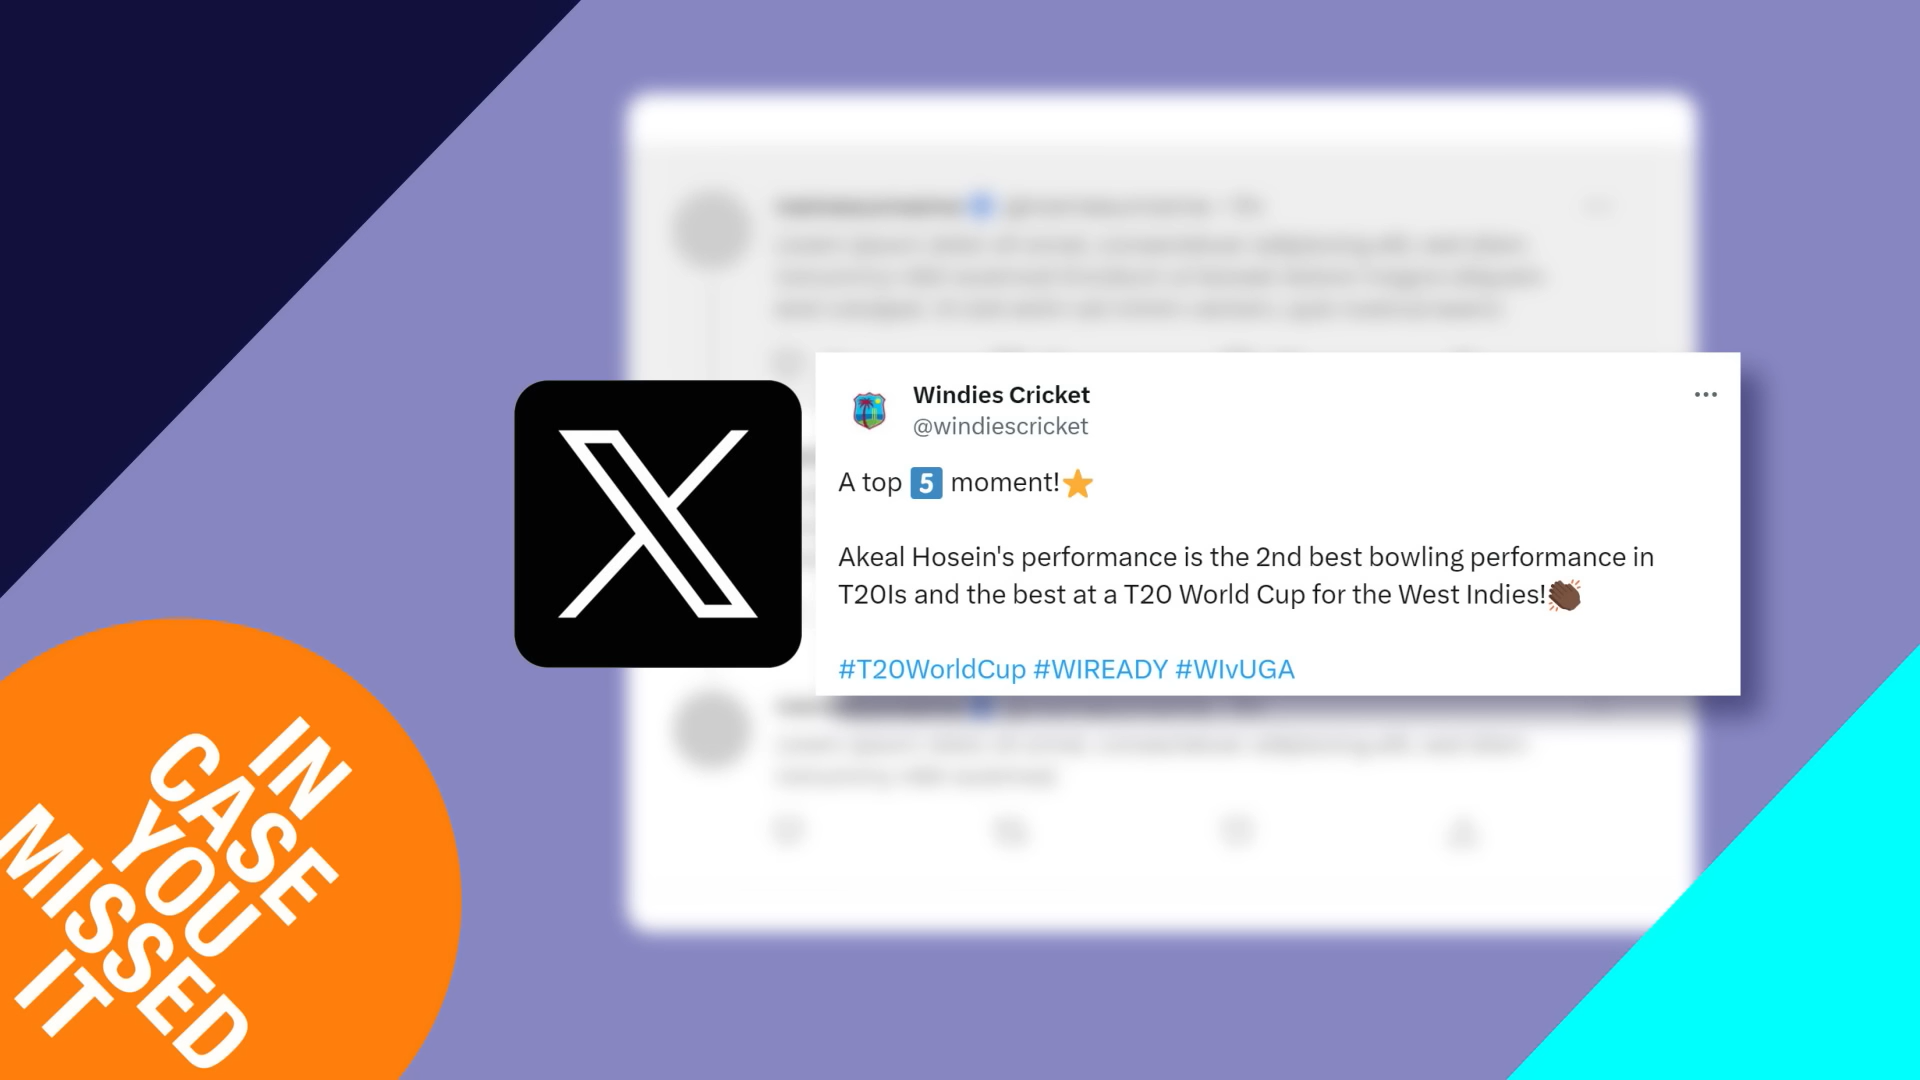 Windies Cricket
@windiescricket
A top 5️⃣ moment!⭐
Akeal Hosein's performance is the 2nd best bowling performance in
T20Is and the best at a T20 World Cup for the West Indies!👏🏾
#T20WorldCup #WIREADY #WIvUGA
IN
CASE
YOU
MISSED
IT